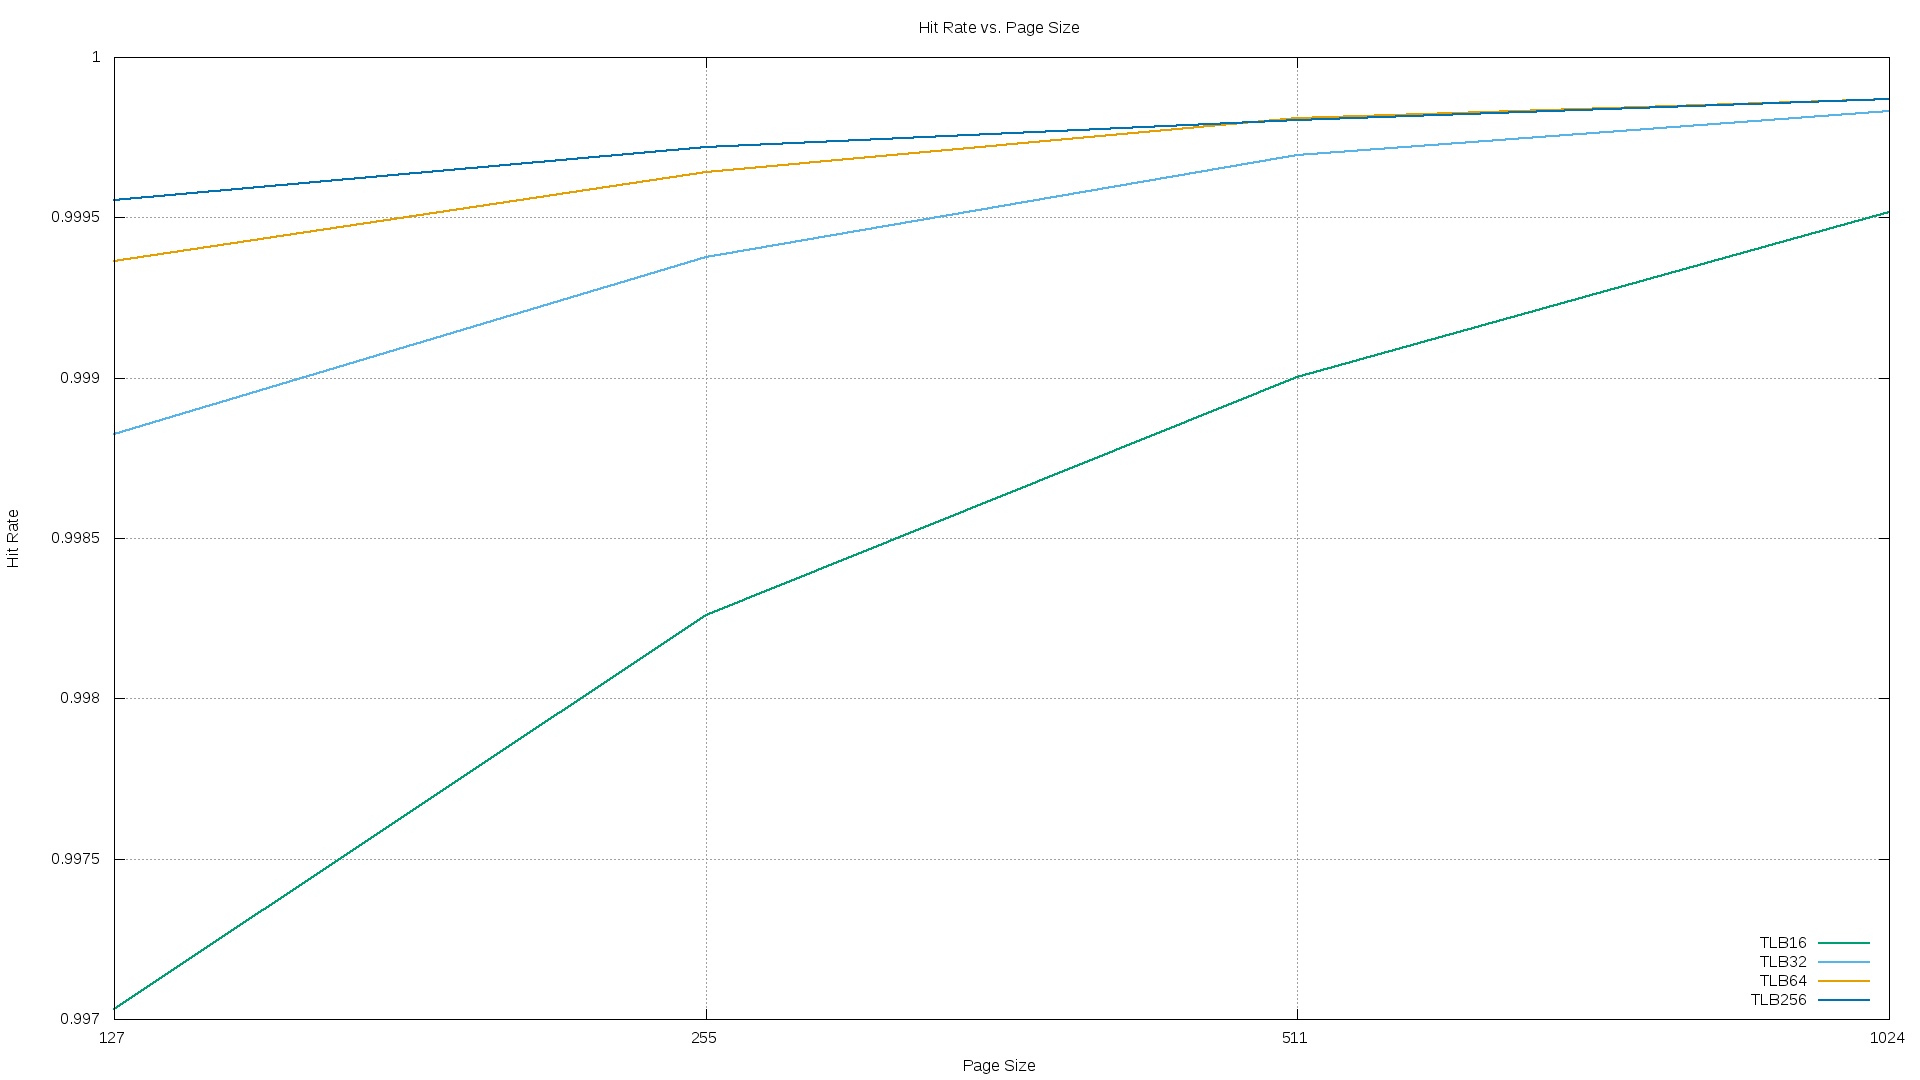 Hit Rate vs. Page Size
1
0.9995
0.999
0.9985
0.998
0.9975
0.997
Hit Rate
127 255 511 1024
Page Size
TLB16
TLB32
TLB64
TLB256